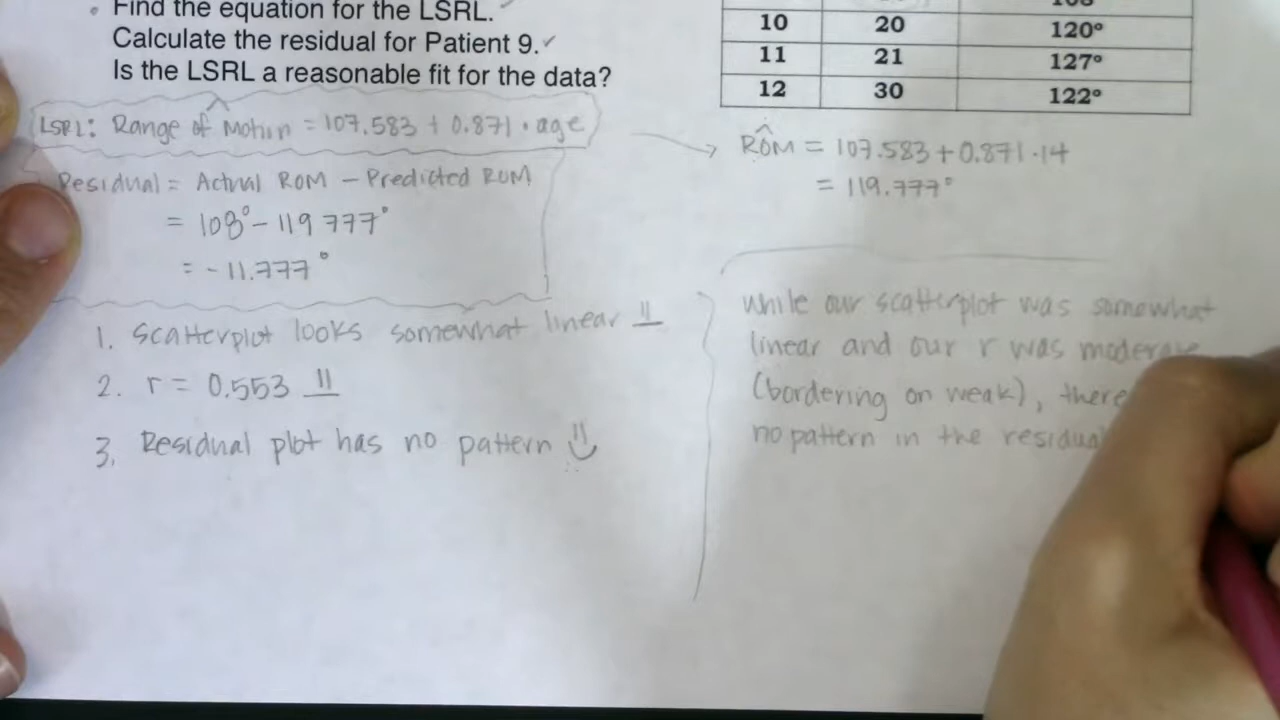 Find the equation for the LSRL.
Calculate the residual for Patient 9. ✓
Is the LSRL a reasonable fit for the data?
10 20 120°
11 21 127°
12 30 122°
LSRL: Range of Motion = 107.583 + 0.871 · age
Residual = Actual ROM - Predicted ROM
= 108° - 119.777°
= -11.777°
ROM = 107.583 + 0.871 · 14
= 119.777°
1. Scatterplot looks somewhat linear
2. r = 0.553
3. Residual plot has no pattern
While our scatterplot was somewhat
linear and our r was moderate
(bordering on weak), there
no pattern in the residual